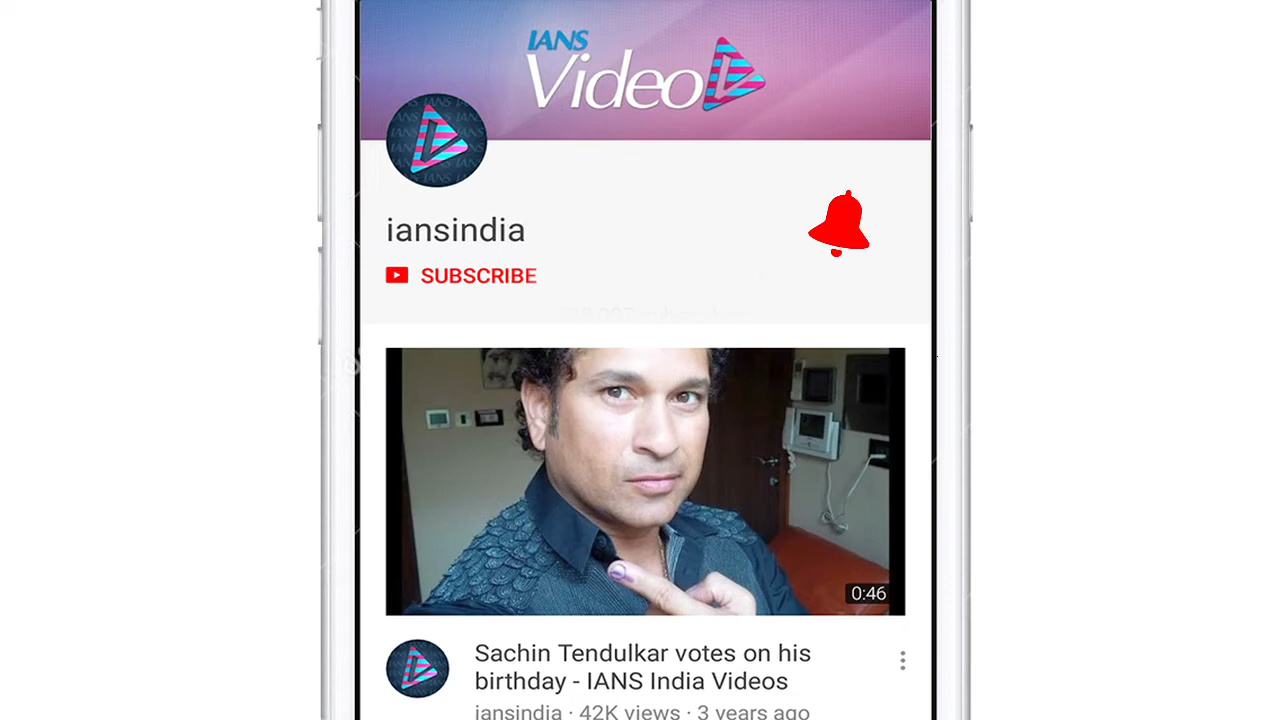 IANS
Video
iansindia
SUBSCRIBE
0:46
Sachin Tendulkar votes on his
birthday - IANS India Videos
iansindia · 42K views · 3 years ago